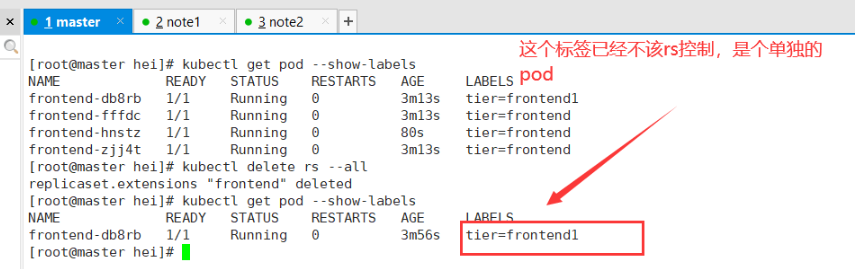 1 master
2 note1
3 note2
这个标签已经不该rs控制，是个单独的
pod
[root@master hei]# kubectl get pod --show-labels
NAME READY STATUS RESTARTS AGE LABELS
frontend-db8rb 1/1 Running 0 3m13s tier=frontend1
frontend-fffdc 1/1 Running 0 3m13s tier=frontend
frontend-hnstz 1/1 Running 0 80s tier=frontend
frontend-zjj4t 1/1 Running 0 3m13s tier=frontend
[root@master hei]# kubectl delete rs --all
replicaset.extensions "frontend" deleted
[root@master hei]# kubectl get pod --show-labels
NAME READY STATUS RESTARTS AGE LABELS
frontend-db8rb 1/1 Running 0 3m56s tier=frontend1
[root@master hei]#